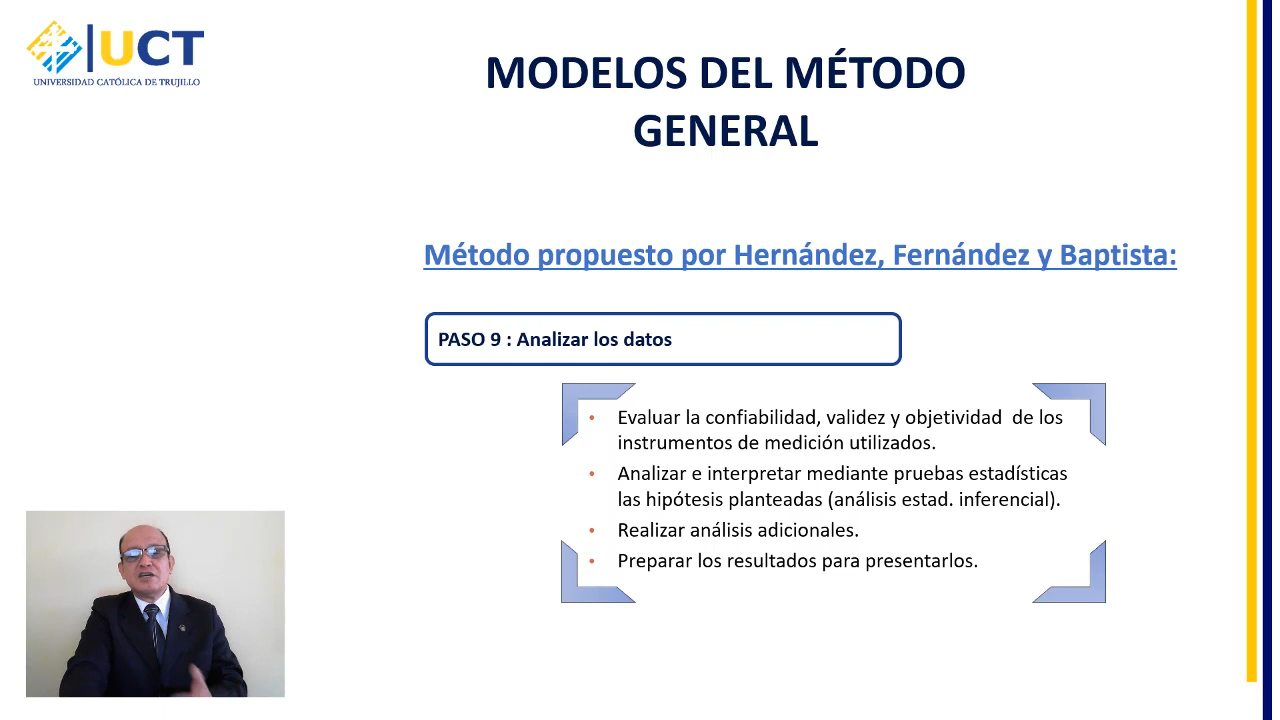 UCT
UNIVERSIDAD CATÓLICA DE TRUJILLO
MODELOS DEL MÉTODO
GENERAL
Método propuesto por Hernández, Fernández y Baptista:
PASO 9 : Analizar los datos
• Evaluar la confiabilidad, validez y objetividad de los
instrumentos de medición utilizados.
• Analizar e interpretar mediante pruebas estadísticas
las hipótesis planteadas (análisis estad. inferencial).
• Realizar análisis adicionales.
• Preparar los resultados para presentarlos.